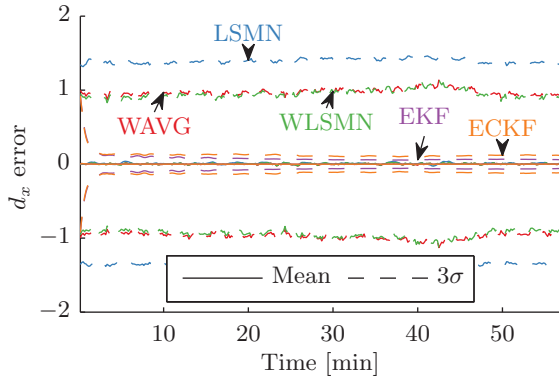 2
LSMN
1
WAVG
WLSMN
EKF
ECKF
0
dₓ error
−1
Mean
3σ
−2
10
20
30
40
50
Time [min]